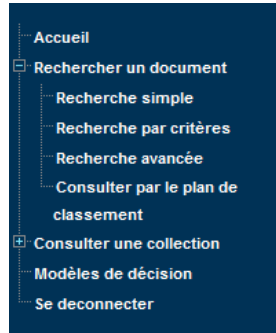 Accueil
Rechercher un document
Recherche simple
Recherche par critères
Recherche avancée
Consulter par le plan de
classement
Consulter une collection
Modèles de décision
Se deconnecter